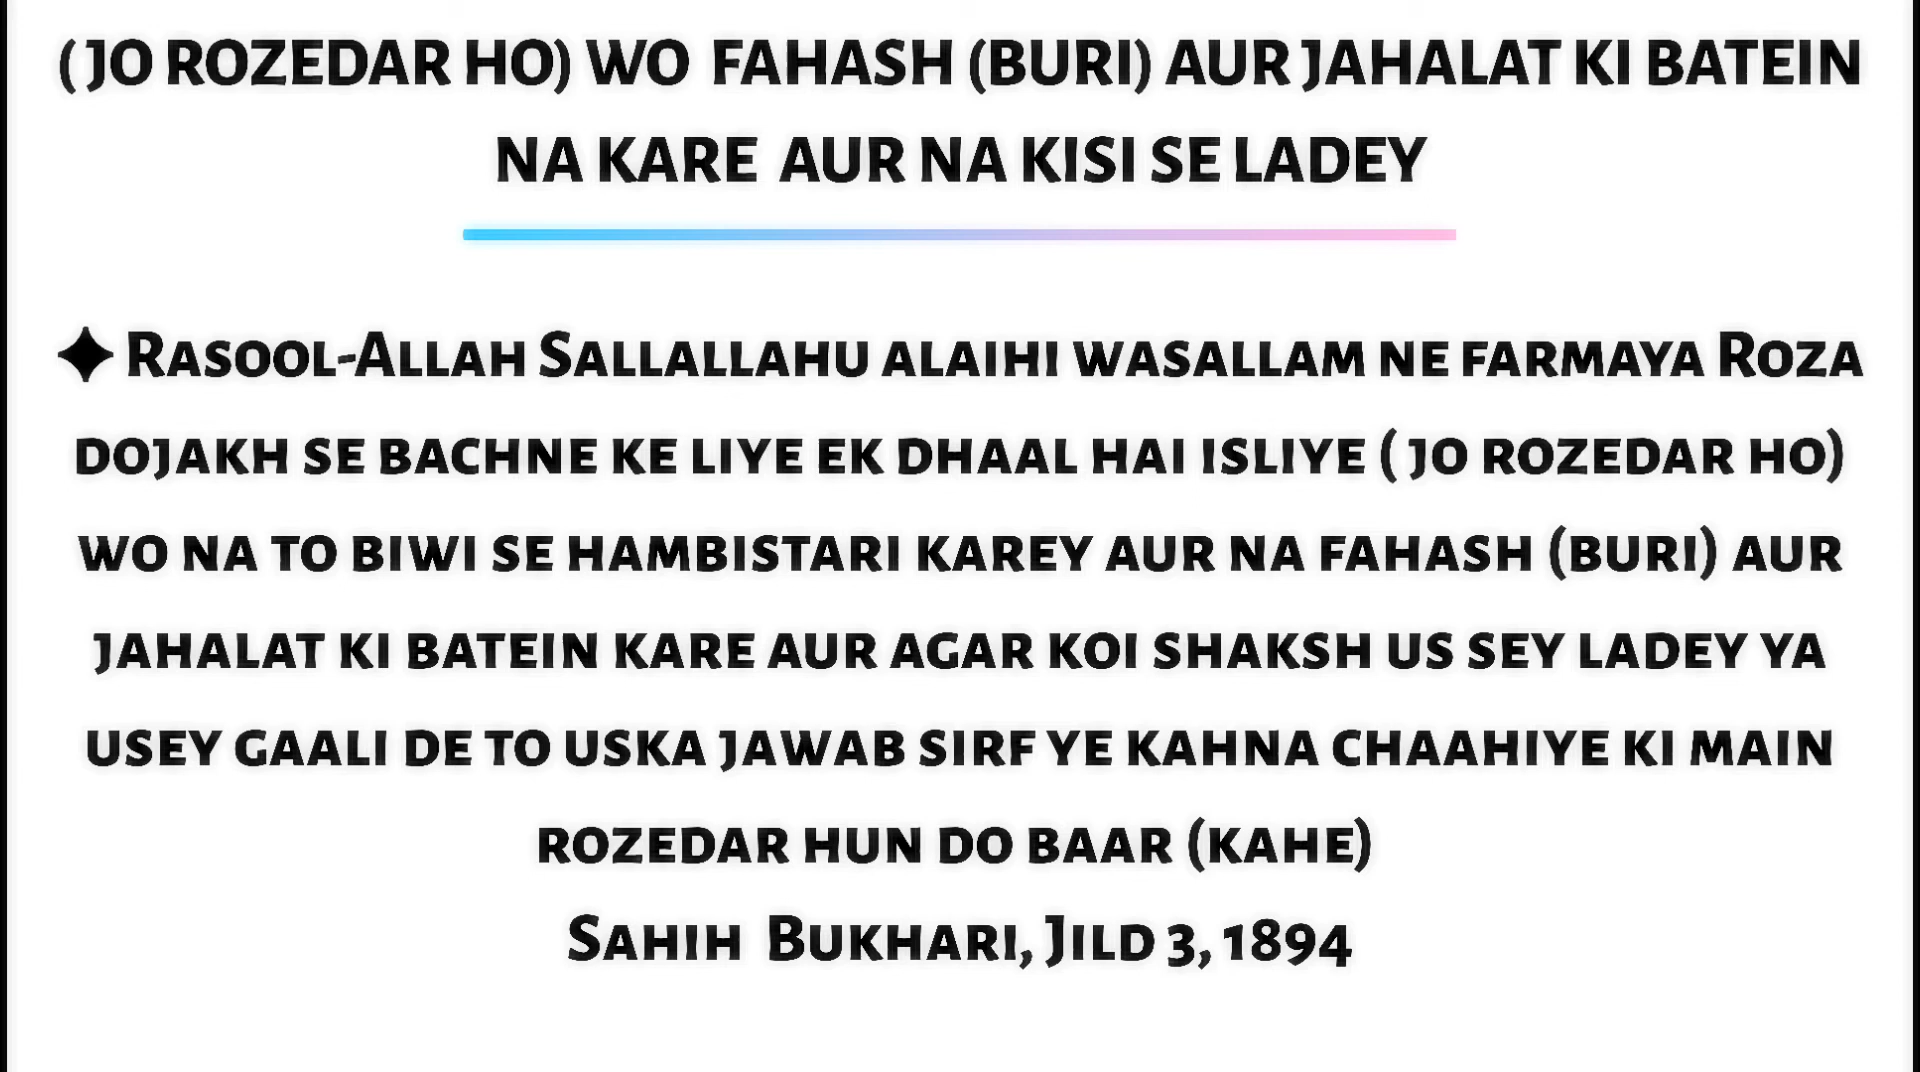 ( JO ROZEDAR HO) WO FAHASH (BURI) AUR JAHALAT KI BATEIN
NA KARE AUR NA KISI SE LADEY
✦ RASOOL-ALLAH SALLALLAHU ALAIHI WASALLAM NE FARMAYA ROZA
DOJAKH SE BACHNE KE LIYE EK DHAAL HAI ISLIYE ( JO ROZEDAR HO)
WO NA TO BIWI SE HAMBISTARI KAREY AUR NA FAHASH (BURI) AUR
JAHALAT KI BATEIN KARE AUR AGAR KOI SHAKSH US SEY LADEY YA
USEY GAALI DE TO USKA JAWAB SIRF YE KAHNA CHAAHIYE KI MAIN
ROZEDAR HUN DO BAAR (KAHE)
SAHIH BUKHARI, JILD 3, 1894